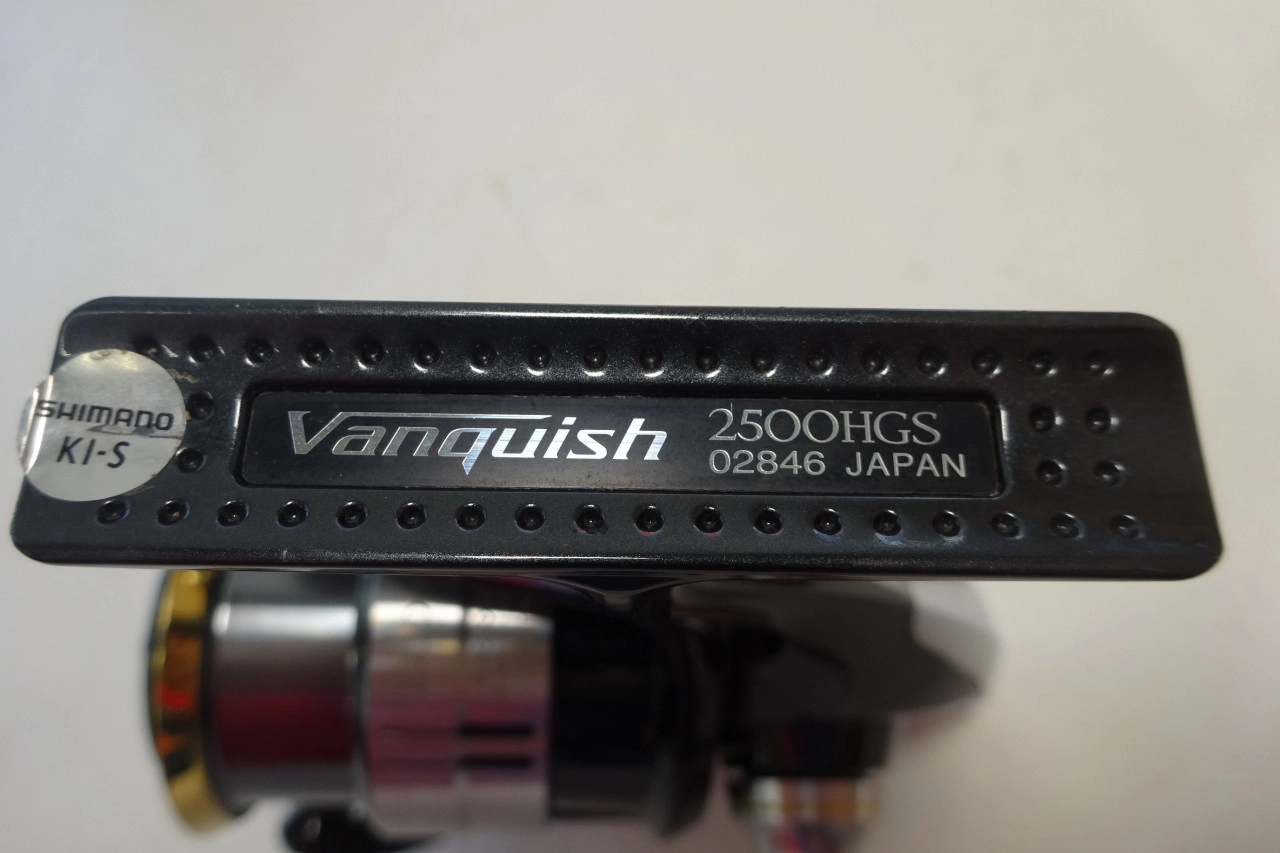 SHIMANO
KI-S
Vanquish
2500HGS
02846 JAPAN